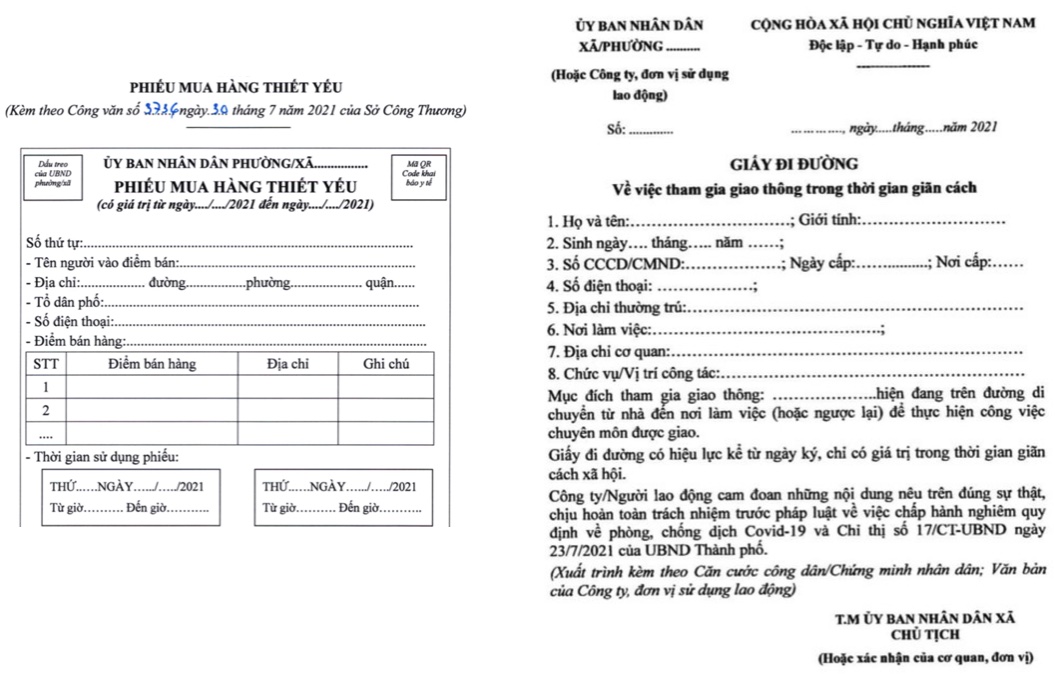 PHIẾU MUA HÀNG THIẾT YẾU
(Kèm theo Công văn số 3736 ngày 30 tháng 7 năm 2021 của Sở Công Thương)
Dấu treo
của UBND
phường/xã
ỦY BAN NHÂN DÂN PHƯỜNG/XÃ................
PHIẾU MUA HÀNG THIẾT YẾU
(có giá trị từ ngày..../..../2021 đến ngày..../..../2021)
Mã QR
Code khai
báo y tế
Số thứ tự:....................................................................................
- Tên người vào điểm bán:............................................................
- Địa chỉ:................. đường...............phường................... quận......
- Tổ dân phố:................................................................................
- Số điện thoại:...............................................................................
- Điểm bán hàng:............................................................................
STT Điểm bán hàng Địa chỉ Ghi chú
1
2
....
- Thời gian sử dụng phiếu:
THỨ......NGÀY....../...../2021
Từ giờ.......... Đến giờ...........
THỨ......NGÀY....../...../2021
Từ giờ.......... Đến giờ...........
ỦY BAN NHÂN DÂN
XÃ/PHƯỜNG ..........
(Hoặc Công ty, đơn vị sử dụng
lao động)
Số: .............
CỘNG HÒA XÃ HỘI CHỦ NGHĨA VIỆT NAM
Độc lập - Tự do - Hạnh phúc
..............., ngày.....tháng.....năm 2021
GIẤY ĐI ĐƯỜNG
Về việc tham gia giao thông trong thời gian giãn cách
1. Họ và tên:.....................................; Giới tính:..................................
2. Sinh ngày.... tháng..... năm ......;
3. Số CCCD/CMND:......................; Ngày cấp:.................; Nơi cấp:......
4. Số điện thoại: ......................;
5. Địa chỉ thường trú:..............................................................................
6. Nơi làm việc:.....................................................;
7. Địa chỉ cơ quan:..................................................................................
8. Chức vụ/Vị trí công tác:.......................................................................
Mục đích tham gia giao thông: ........................hiện đang trên đường di
chuyển từ nhà đến nơi làm việc (hoặc ngược lại) để thực hiện công việc
chuyên môn được giao.
Giấy đi đường có hiệu lực kể từ ngày ký, chỉ có giá trị trong thời gian giãn
cách xã hội.
Công ty/Người lao động cam đoan những nội dung nêu trên đúng sự thật,
chịu hoàn toàn trách nhiệm trước pháp luật về việc chấp hành nghiêm quy
định về phòng, chống dịch Covid-19 và Chỉ thị số 17/CT-UBND ngày
23/7/2021 của UBND Thành phố.
(Xuất trình kèm theo Căn cước công dân/Chứng minh nhân dân; Văn bản
của Công ty, đơn vị sử dụng lao động)
T.M ỦY BAN NHÂN DÂN XÃ
CHỦ TỊCH
(Hoặc xác nhận của cơ quan, đơn vị)